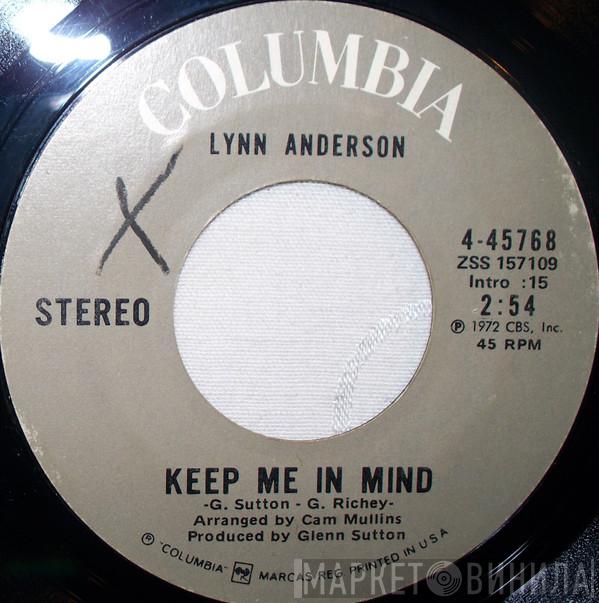 COLUMBIA
LYNN ANDERSON
X
STEREO
4-45768
ZSS 157109
Intro :15
2:54
Ⓟ 1972 CBS, Inc.
45 RPM
KEEP ME IN MIND
-G. Sutton - G. Richey-
Arranged by Cam Mullins
Produced by Glenn Sutton
® "COLUMBIA" MARCAS REG. PRINTED IN U S A
МАРКЕТ ВИНИЛА